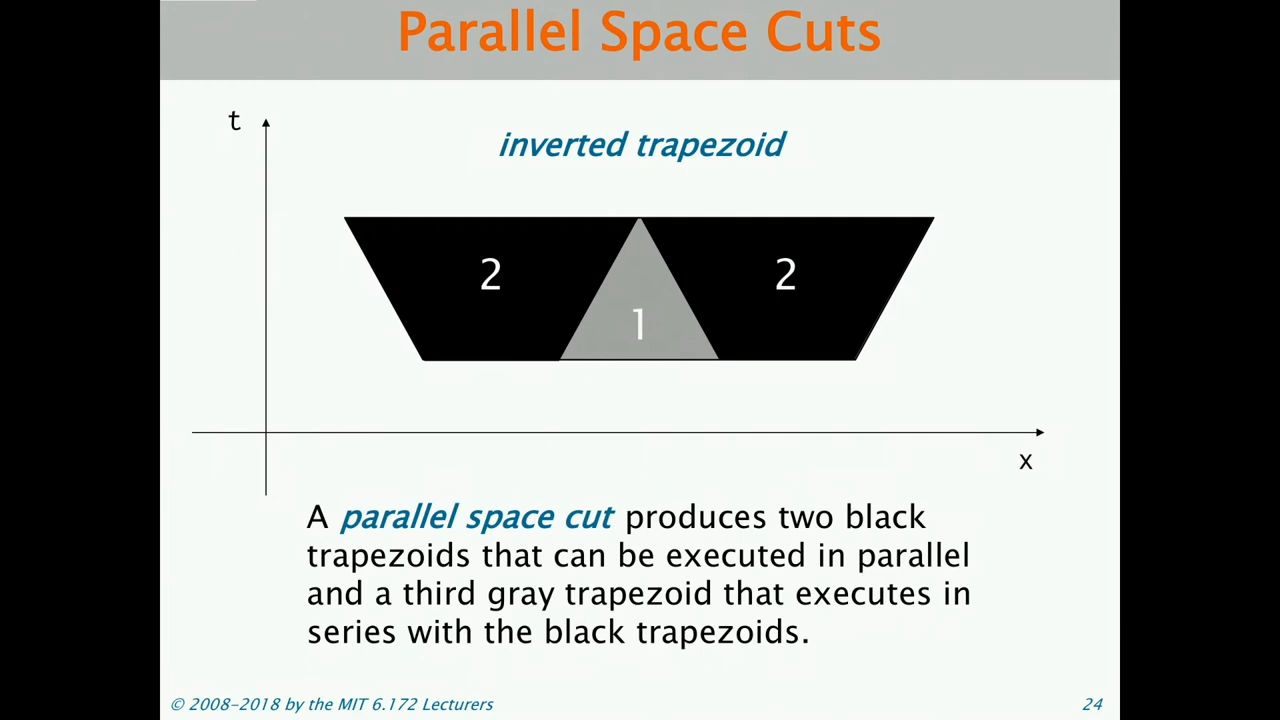 Parallel Space Cuts
t
inverted trapezoid
2
2
1
x
A parallel space cut produces two black
trapezoids that can be executed in parallel
and a third gray trapezoid that executes in
series with the black trapezoids.
© 2008–2018 by the MIT 6.172 Lecturers
24